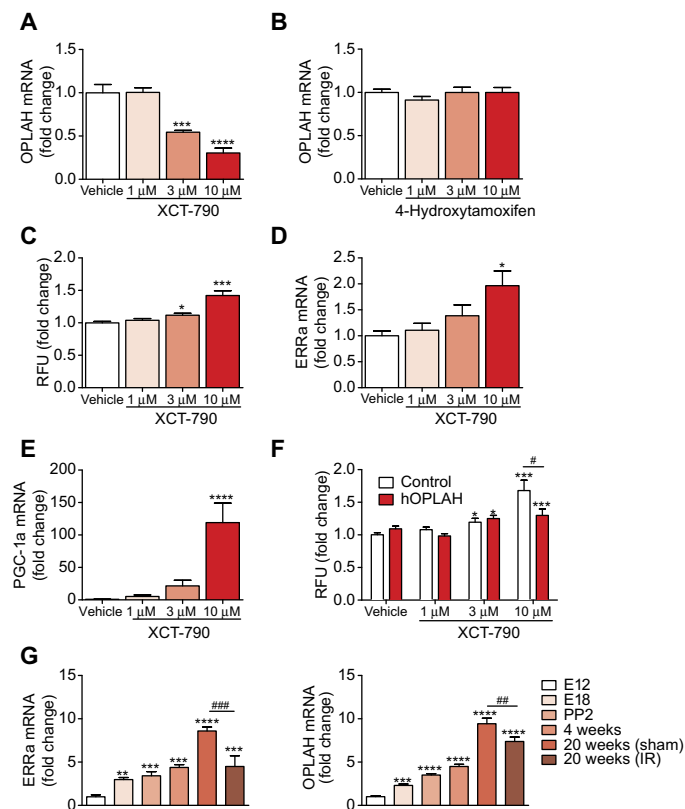 A
OPLAH mRNA
(fold change)
1.5
1.0
0.5
0.0
***
****
Vehicle 1 μM 3 μM 10 μM
XCT-790
B
OPLAH mRNA
(fold change)
1.5
1.0
0.5
0.0
Vehicle 1 μM 3 μM 10 μM
4-Hydroxytamoxifen
C
RFU (fold change)
2.0
1.5
1.0
0.5
0.0
*
***
Vehicle 1 μM 3 μM 10 μM
XCT-790
D
ERRa mRNA
(fold change)
2.5
2.0
1.5
1.0
0.5
0.0
*
Vehicle 1 μM 3 μM 10 μM
XCT-790
E
PGC-1a mRNA
(fold change)
200
150
100
50
0
****
Vehicle 1 μM 3 μM 10 μM
XCT-790
F
RFU (fold change)
2.0
1.5
1.0
0.5
0.0
Control
hOPLAH
* *
***
#
***
Vehicle 1 μM 3 μM 10 μM
XCT-790
G
ERRa mRNA
(fold change)
15
10
5
0
**
***
***
****
###
***
OPLAH mRNA
(fold change)
15
10
5
0
***
****
****
****
##
****
E12
E18
PP2
4 weeks
20 weeks (sham)
20 weeks (IR)